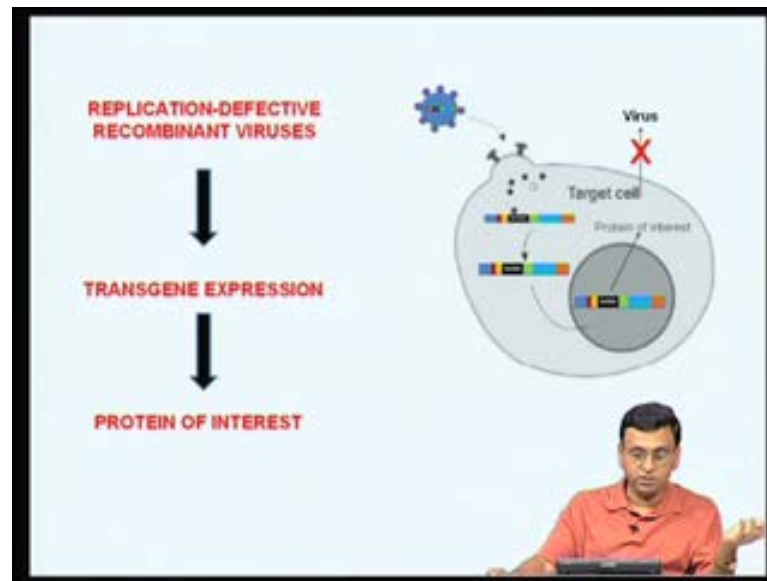 REPLICATION-DEFECTIVE
RECOMBINANT VIRUSES
TRANSGENE EXPRESSION
PROTEIN OF INTEREST
Virus
X
Target cell
Protein of interest